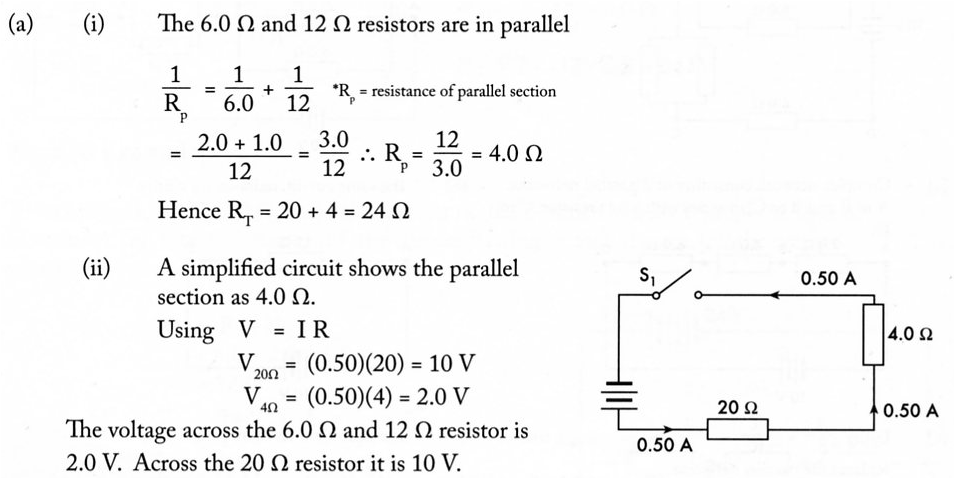 (a) (i) The 6.0 Ω and 12 Ω resistors are in parallel
1/R_p = 1/6.0 + 1/12 *R_p = resistance of parallel section
= 2.0 + 1.0/12 = 3.0/12 ∴ R_p = 12/3.0 = 4.0 Ω
Hence R_T = 20 + 4 = 24 Ω
(ii) A simplified circuit shows the parallel
section as 4.0 Ω.
Using V = I R
V_20Ω = (0.50)(20) = 10 V
V_4Ω = (0.50)(4) = 2.0 V
The voltage across the 6.0 Ω and 12 Ω resistor is
2.0 V. Across the 20 Ω resistor it is 10 V.
S_1
0.50 A
4.0 Ω
20 Ω
0.50 A
0.50 A